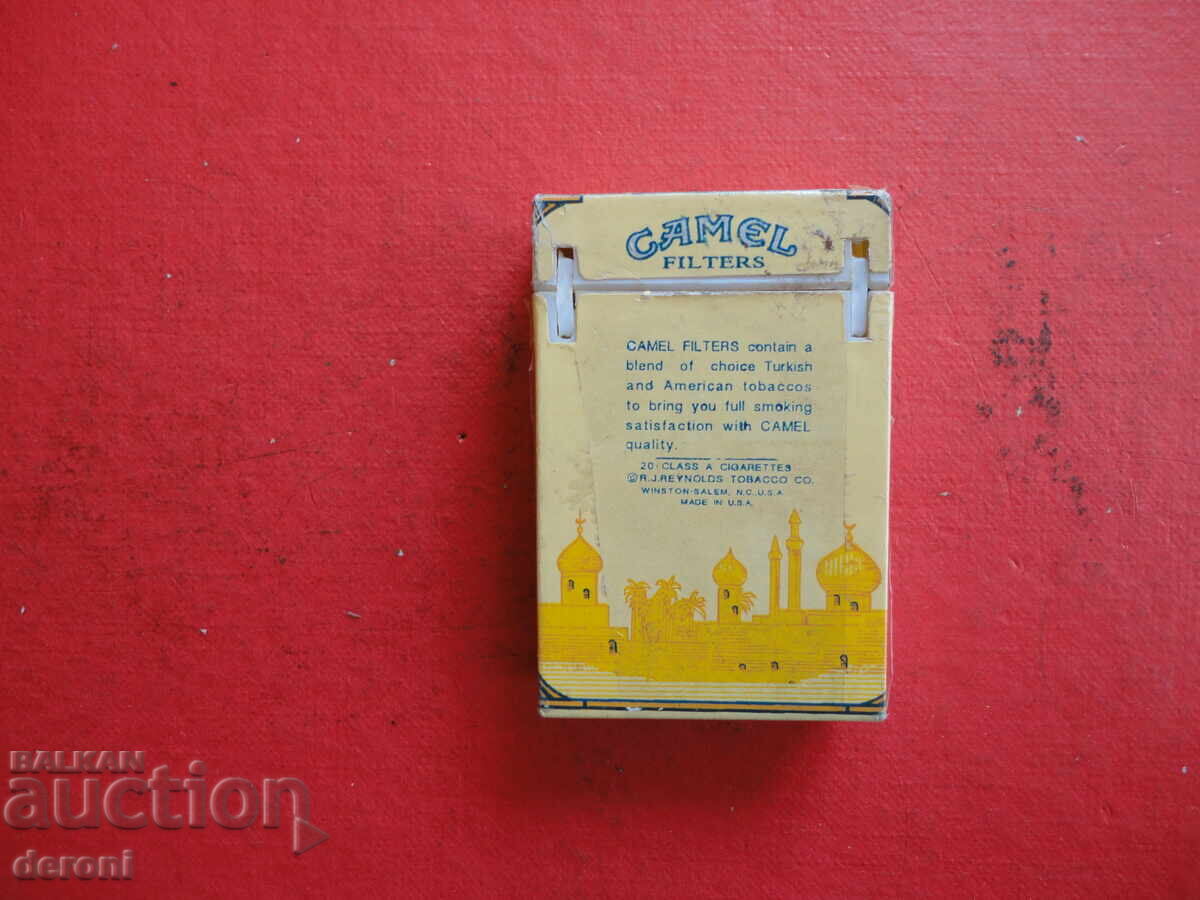 CAMEL
FILTERS
CAMEL FILTERS contain a
blend of choice Turkish
and American tobaccos
to bring you full smoking
satisfaction with CAMEL
quality.
20 CLASS A CIGARETTES
©R.J.REYNOLDS TOBACCO CO.
WINSTON-SALEM, N.C. U.S.A.
MADE IN U.S.A.
BALKAN
auction
deroni